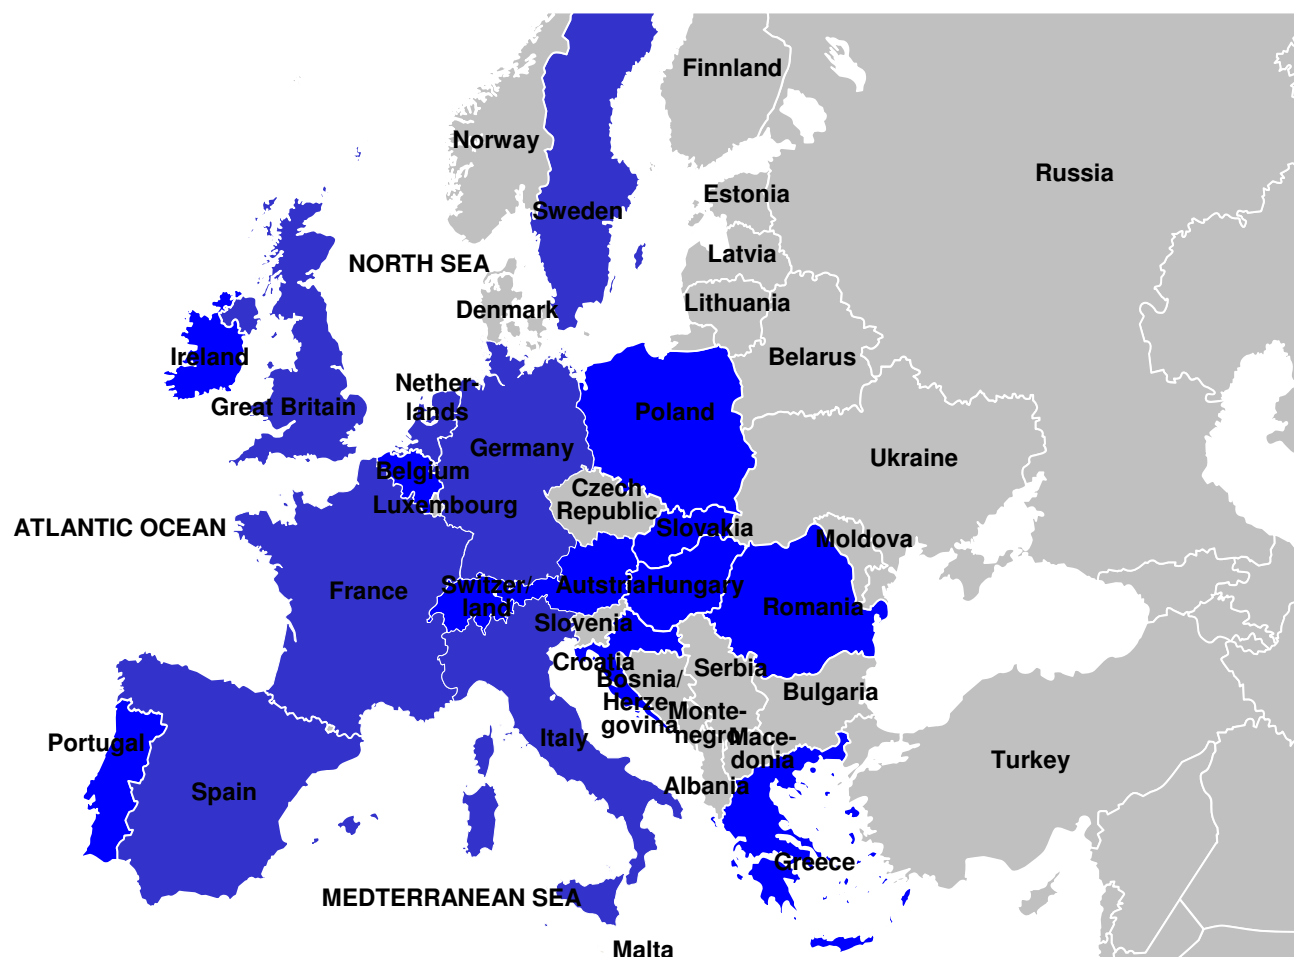 Finnland
Norway
Russia
Estonia
Sweden
Latvia
NORTH SEA
Lithuania
Denmark
Ireland
Belarus
Nether-
lands
Great Britain
Poland
Germany
Ukraine
Belgium
Czech
Republic
Luxembourg
ATLANTIC OCEAN
Slovakia
Moldova
France
Switzer/
land
Autstria
Hungary
Romania
Slovenia
Croatia
Serbia
Bosnia/
Herze-
govina
Bulgaria
Monte-
negro
Portugal
Italy
Mace-
donia
Turkey
Albania
Spain
Greece
MEDTERRANEAN SEA
Malta